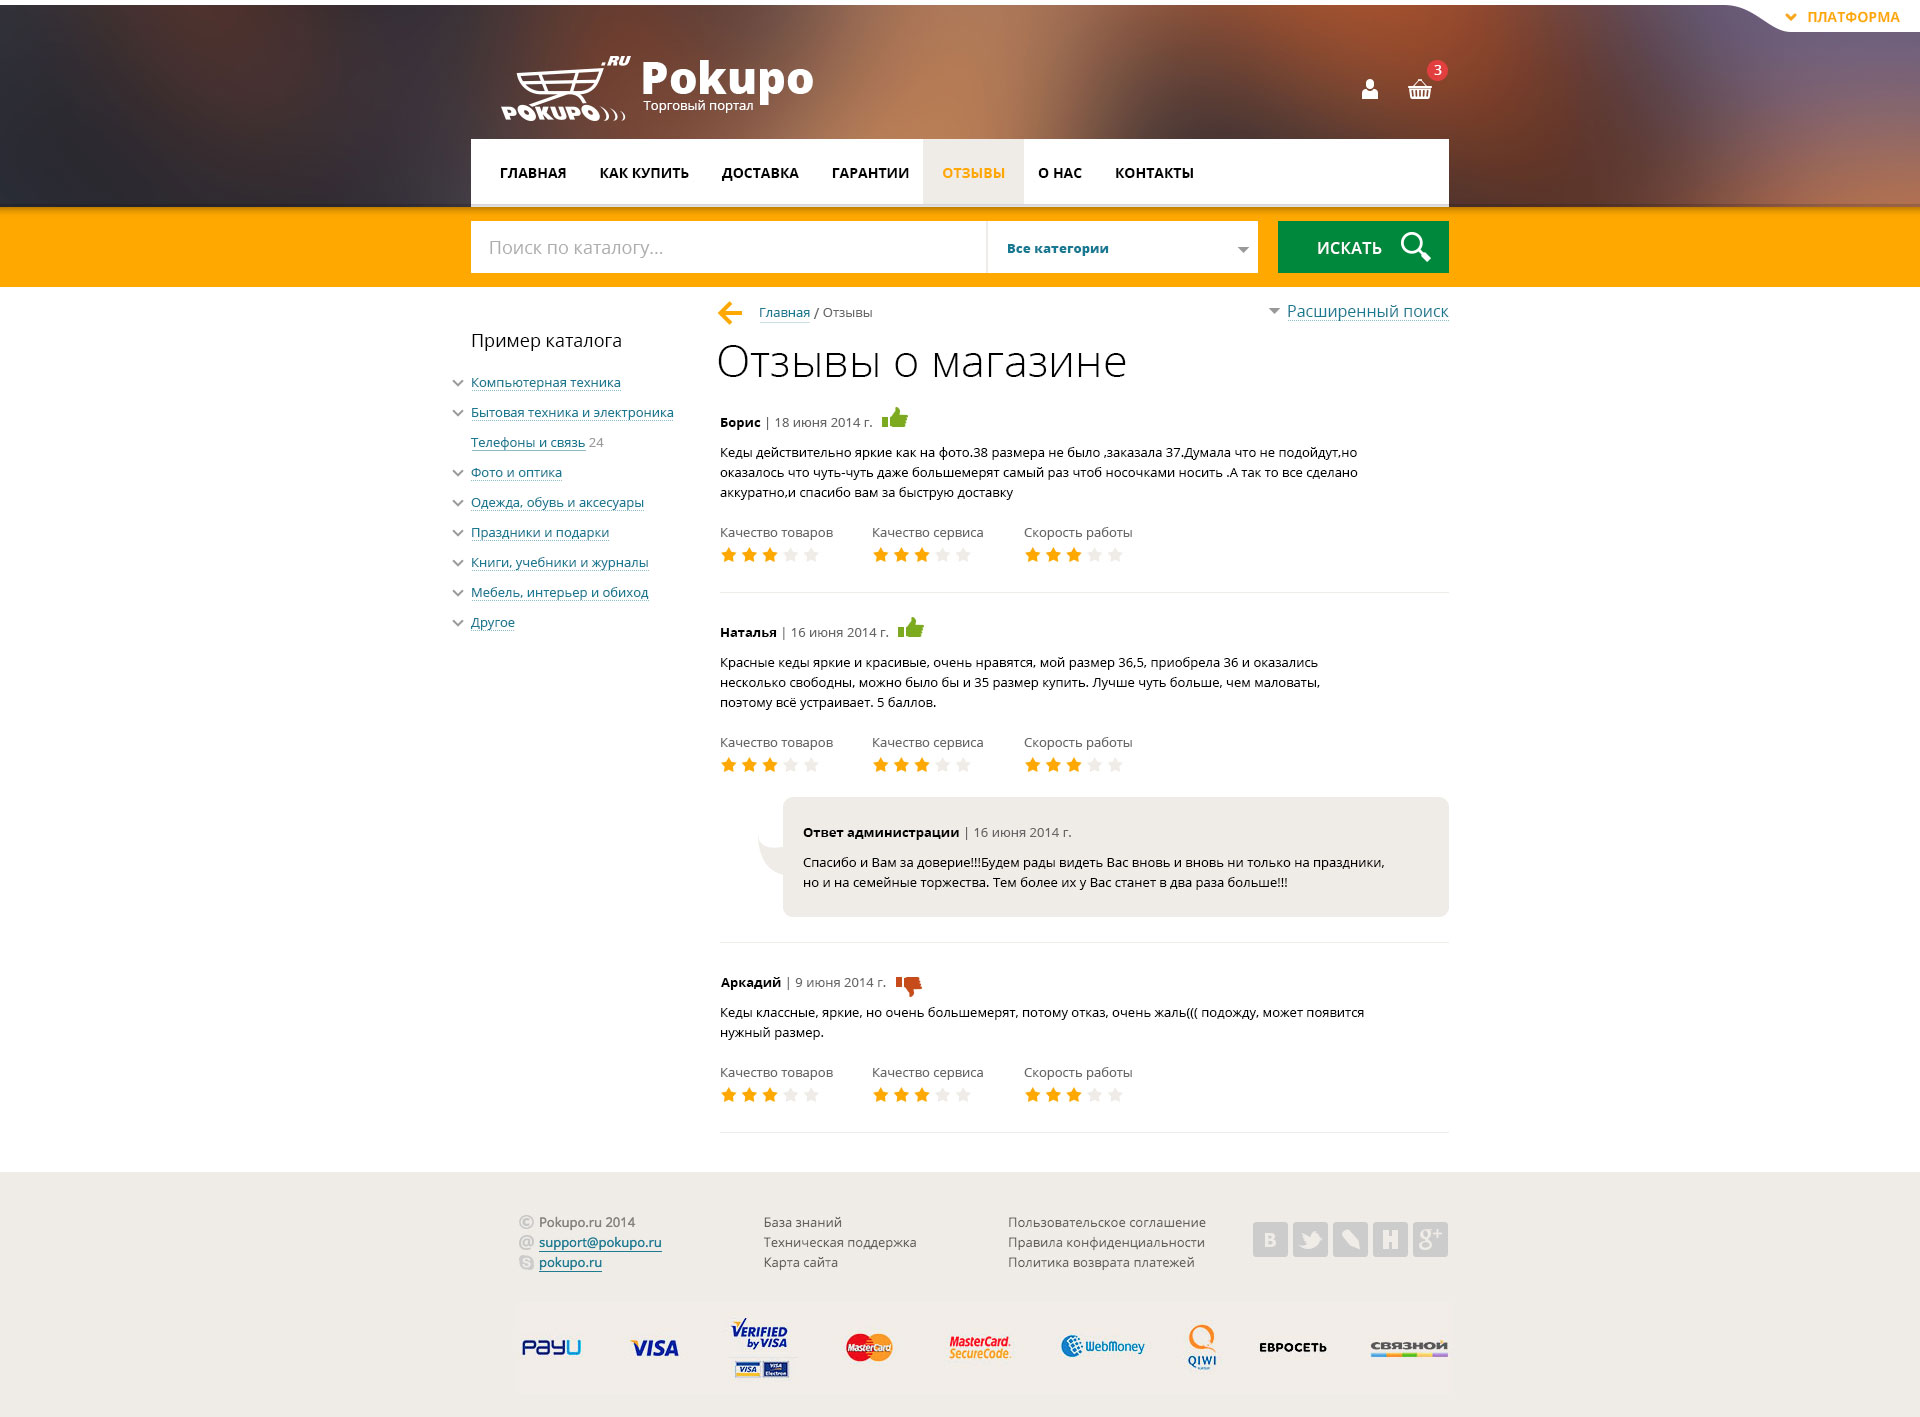 ПЛАТФОРМА
.RU
POKUPO
Pokupo
Торговый портал
3
ГЛАВНАЯ
КАК КУПИТЬ
ДОСТАВКА
ГАРАНТИИ
ОТЗЫВЫ
О НАС
КОНТАКТЫ
Поиск по каталогу...
Все категории
ИСКАТЬ
Главная / Отзывы
Расширенный поиск
Пример каталога
Компьютерная техника
Бытовая техника и электроника
Телефоны и связь 24
Фото и оптика
Одежда, обувь и аксесуары
Праздники и подарки
Книги, учебники и журналы
Мебель, интерьер и обиход
Другое
Отзывы о магазине
Борис | 18 июня 2014 г.
Кеды действительно яркие как на фото.38 размера не было ,заказала 37.Думала что не подойдут,но
оказалось что чуть-чуть даже большемерят самый раз чтоб носочками носить .А так то все сделано
аккуратно,и спасибо вам за быструю доставку
Качество товаров
Качество сервиса
Скорость работы
Наталья | 16 июня 2014 г.
Красные кеды яркие и красивые, очень нравятся, мой размер 36,5, приобрела 36 и оказались
несколько свободны, можно было бы и 35 размер купить. Лучше чуть больше, чем маловаты,
поэтому всё устраивает. 5 баллов.
Качество товаров
Качество сервиса
Скорость работы
Ответ администрации | 16 июня 2014 г.
Спасибо и Вам за доверие!!!Будем рады видеть Вас вновь и вновь ни только на праздники,
но и на семейные торжества. Тем более их у Вас станет в два раза больше!!!
Аркадий | 9 июня 2014 г.
Кеды классные, яркие, но очень большемерят, потому отказ, очень жаль((( подожду, может появится
нужный размер.
Качество товаров
Качество сервиса
Скорость работы
© Pokupo.ru 2014
@ support@pokupo.ru
pokupo.ru
База знаний
Техническая поддержка
Карта сайта
Пользовательское соглашение
Правила конфиденциальности
Политика возврата платежей
B
H
g+
PayU
VISA
VERIFIED
by VISA
VISA
VISA
Electron
MasterCard
MasterCard.
SecureCode.
WebMoney
QIWI
ЕВРОСЕТЬ
СВЯЗНОЙ